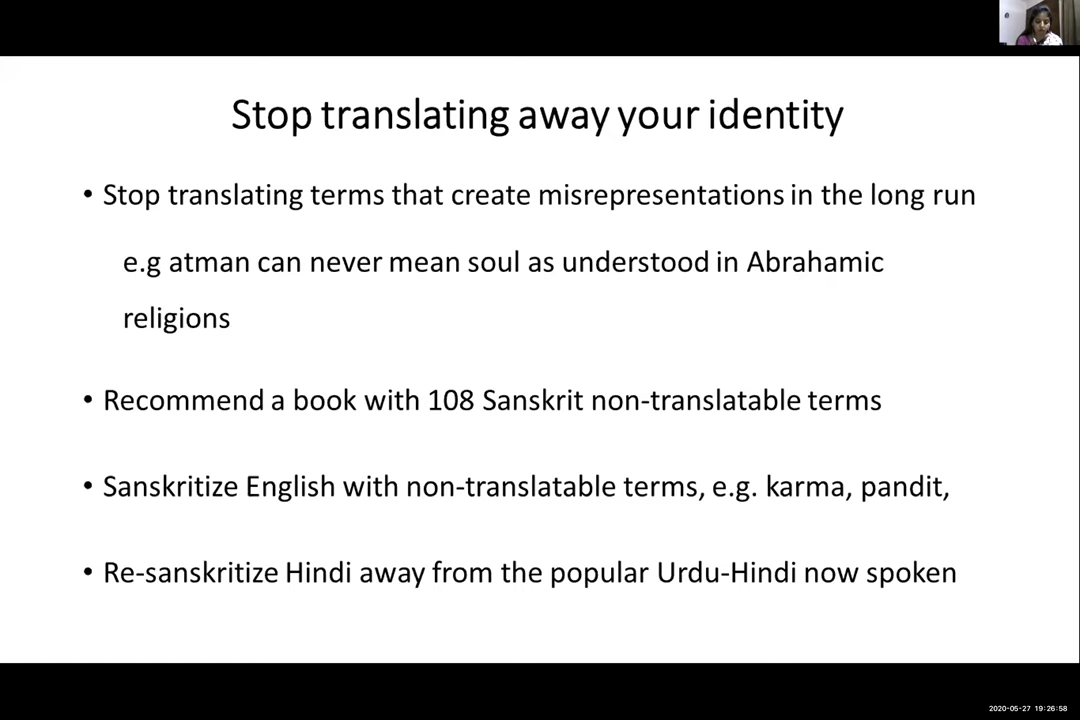 Stop translating away your identity
• Stop translating terms that create misrepresentations in the long run
e.g atman can never mean soul as understood in Abrahamic
religions
• Recommend a book with 108 Sanskrit non-translatable terms
• Sanskritize English with non-translatable terms, e.g. karma, pandit,
• Re-sanskritize Hindi away from the popular Urdu-Hindi now spoken
2020-05-27 19:26:58